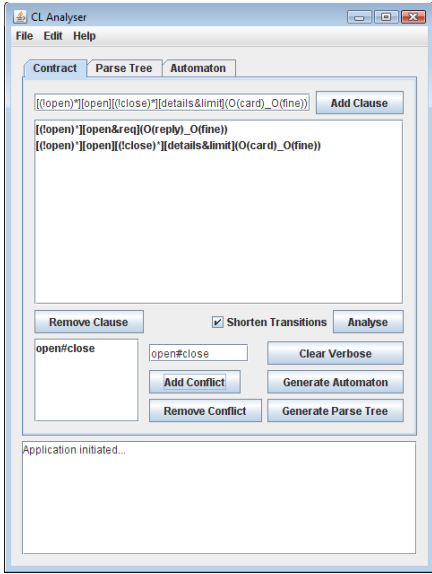 CL Analyser
File Edit Help
Contract Parse Tree Automaton
[(!open)*][open][(!close)*][details&limit](O(card)_O(fine)) Add Clause
[(!open)*][open&req](O(reply)_O(fine))
[(!open)*][open][(!close)*][details&limit](O(card)_O(fine))
Remove Clause Shorten Transitions Analyse
open#close open#close Clear Verbose
Add Conflict Generate Automaton
Remove Conflict Generate Parse Tree
Application initiated...